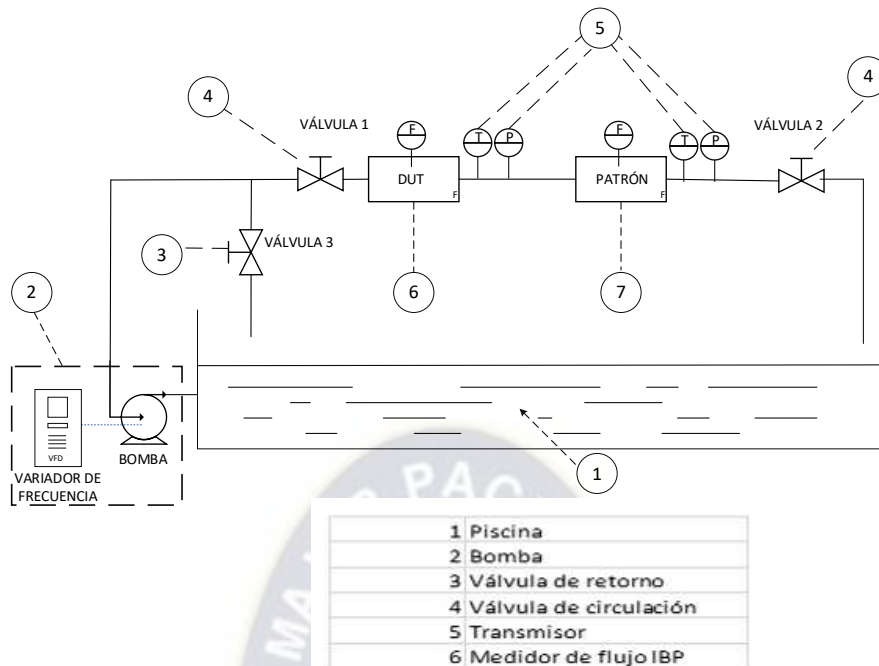 5
4
4
VÁLVULA 1
VÁLVULA 2
F
T
P
F
T
P
DUT
F
PATRÓN
F
3
VÁLVULA 3
2
6
7
VFD
BOMBA
VARIADOR DE
FRECUENCIA
1
PAC
MA
1 Piscina
2 Bomba
3 Válvula de retorno
4 Válvula de circulación
5 Transmisor
6 Medidor de flujo IBP